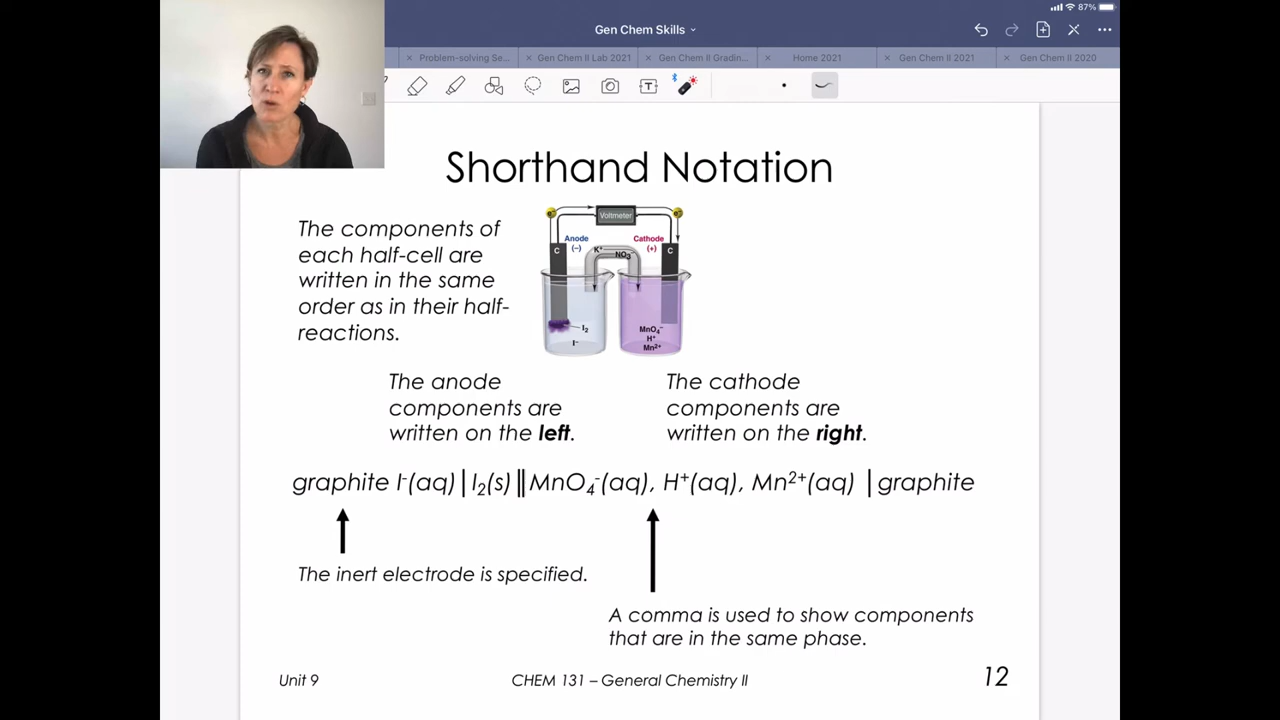 87%
Gen Chem Skills
Problem-solving Se... Gen Chem II Lab 2021 Gen Chem II Gradin... Home 2021 Gen Chem II 2021 Gen Chem II 2020
T
Shorthand Notation
The components of
each half-cell are
written in the same
order as in their half-
reactions.
e⁻ Voltmeter e⁻
Anode
(−)
Cathode
(+)
C K⁺ NO₃⁻ C
I₂
I⁻
MnO₄⁻
H⁺
Mn²⁺
The anode
components are
written on the left.
The cathode
components are
written on the right.
graphite I⁻(aq)|I₂(s)‖MnO₄⁻(aq), H⁺(aq), Mn²⁺(aq) |graphite
The inert electrode is specified.
A comma is used to show components
that are in the same phase.
Unit 9 CHEM 131 – General Chemistry II 12